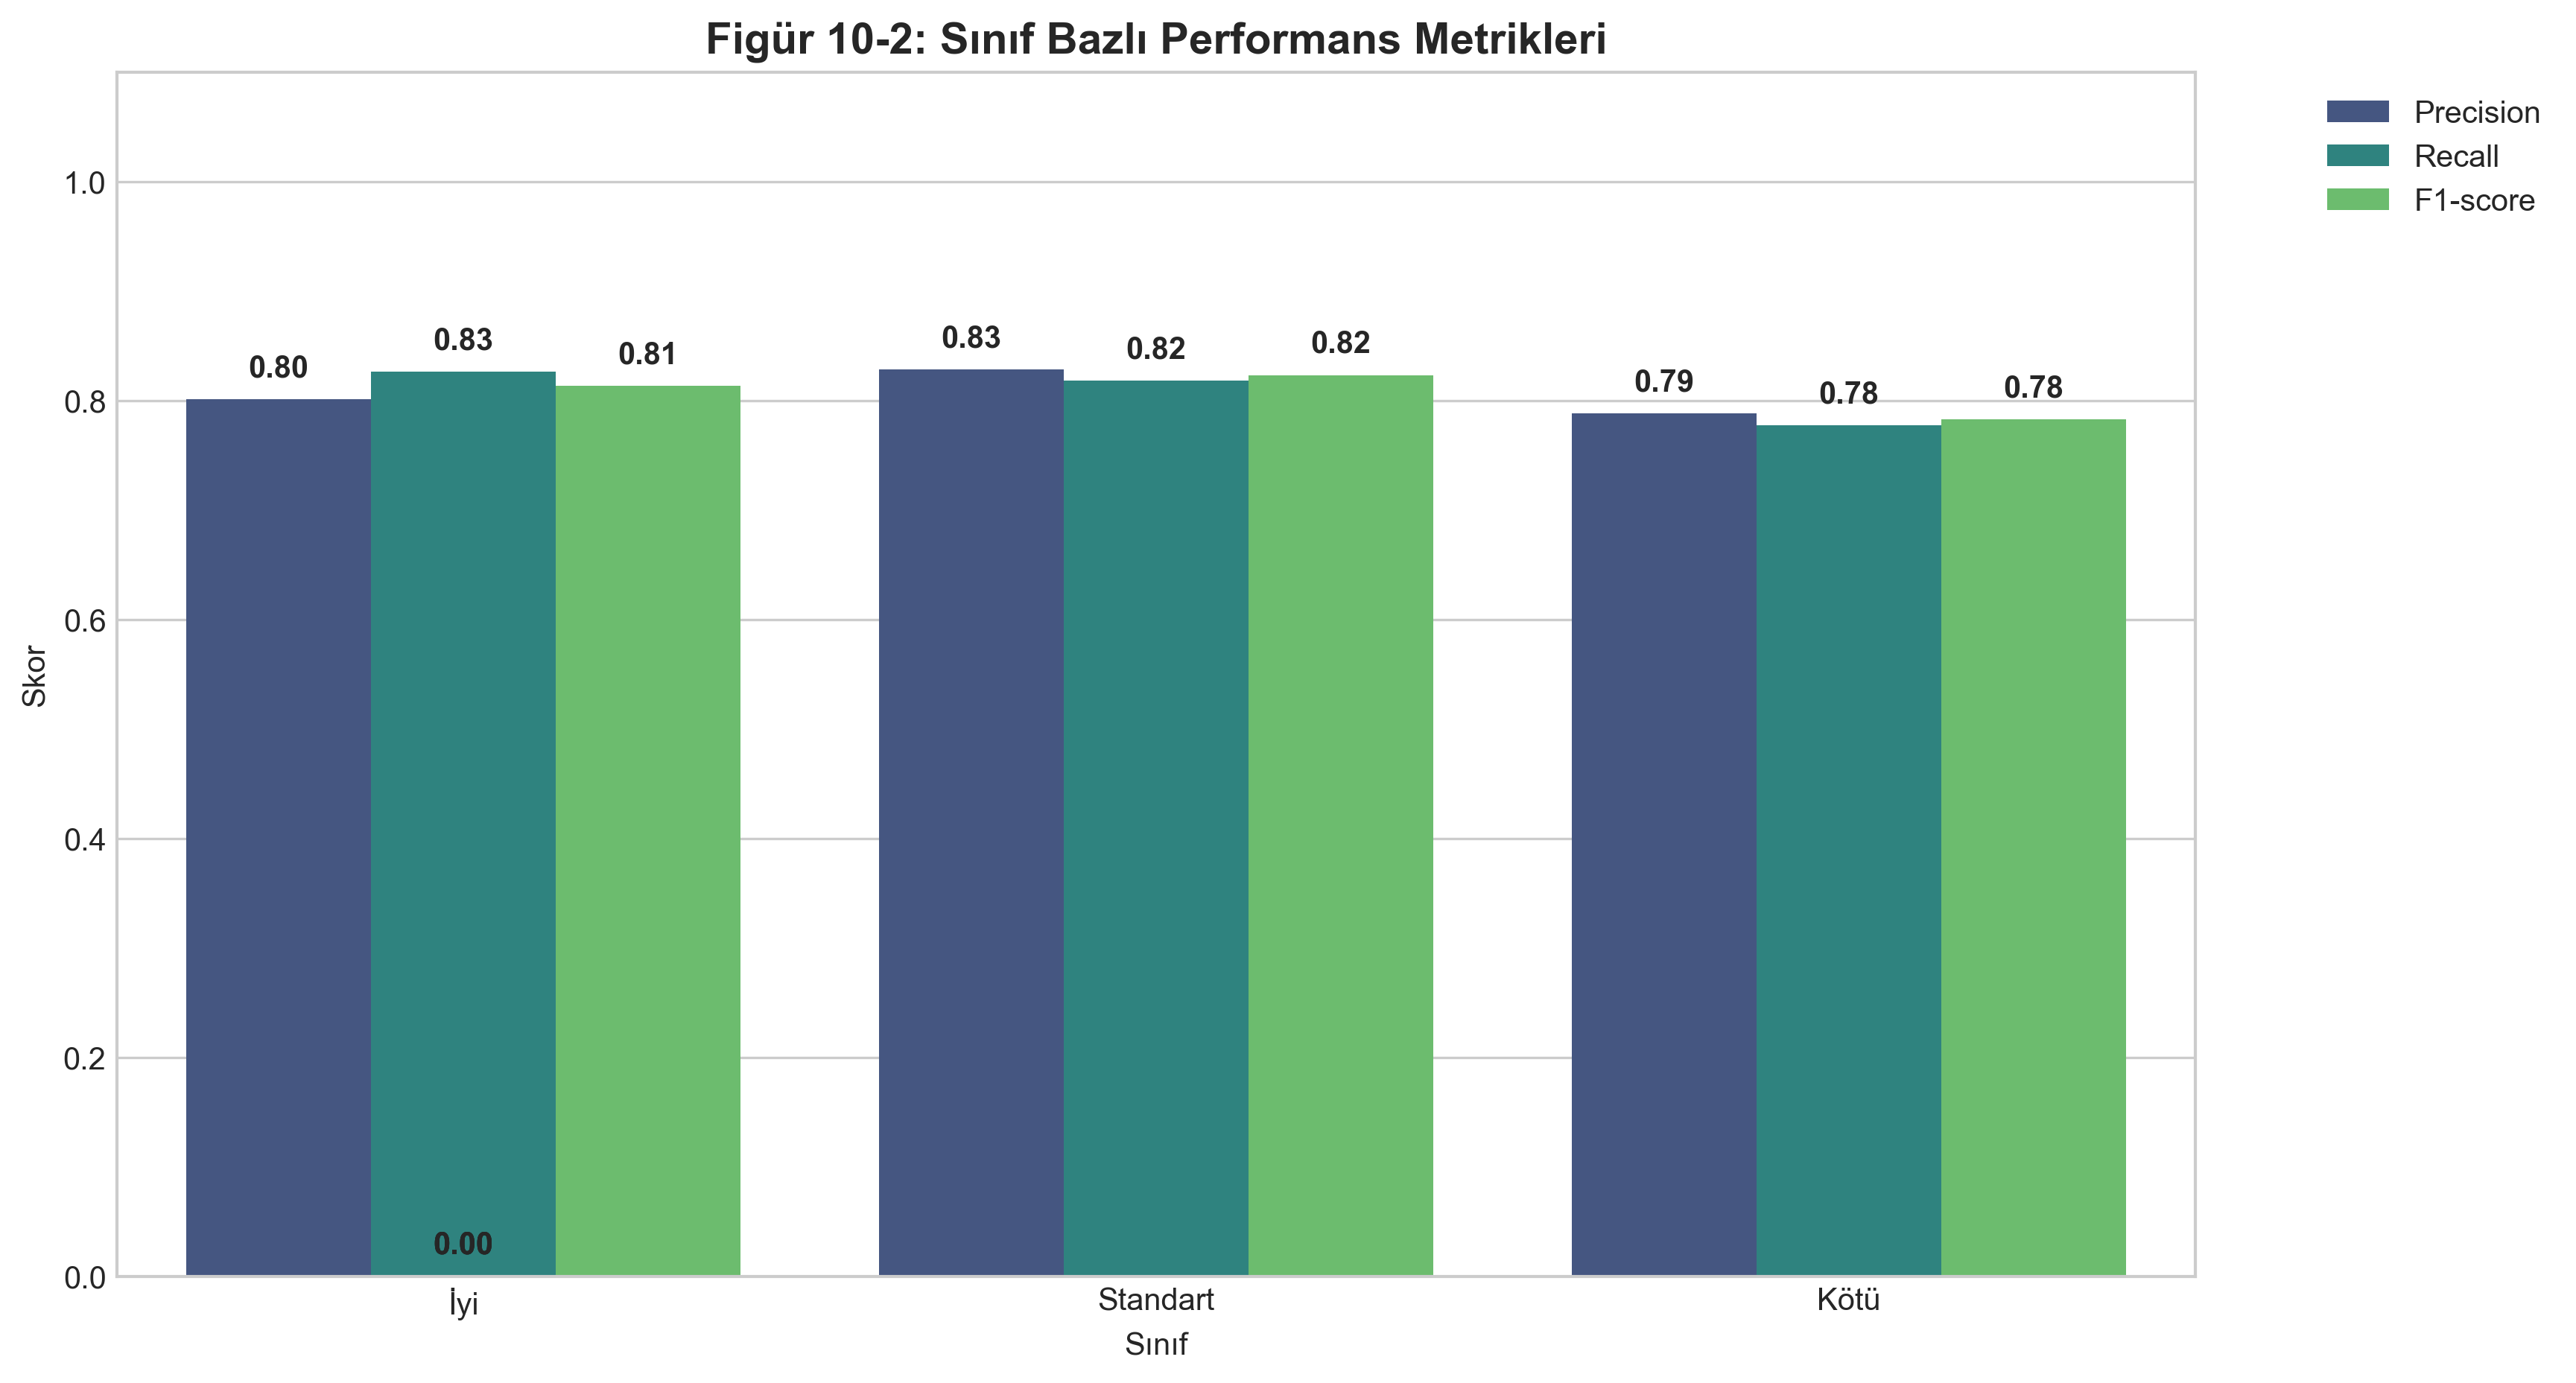 Figür 10-2: Sınıf Bazlı Performans Metrikleri
Precision
Recall
F1-score
Skor
1.0
0.8
0.6
0.4
0.2
0.0
0.80
0.83
0.81
0.83
0.82
0.82
0.79
0.78
0.78
0.00
İyi
Standart
Kötü
Sınıf